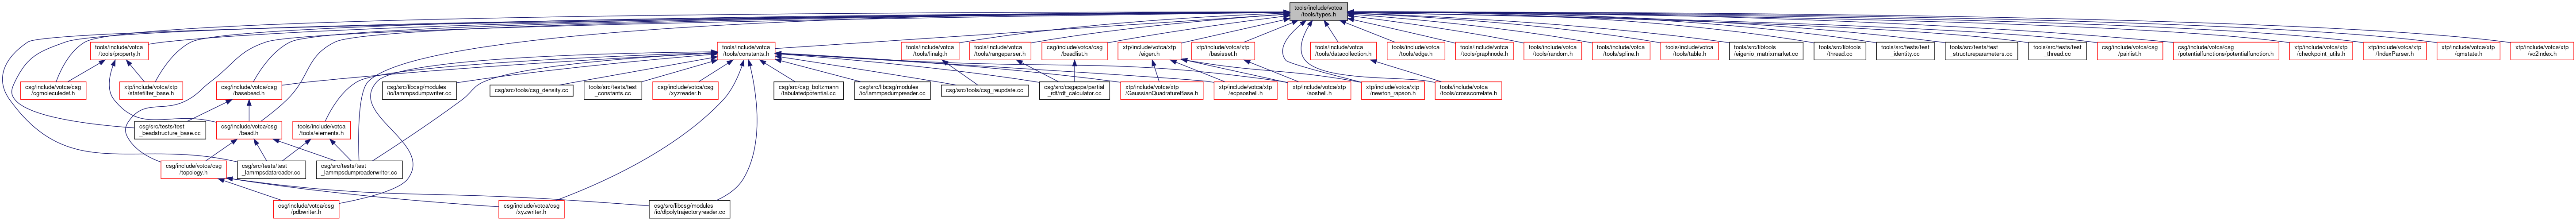 tools/include/votca
/tools/types.h
tools/include/votca
/tools/property.h
tools/include/votca
/tools/constants.h
tools/include/votca
/tools/linalg.h
tools/include/votca
/tools/rangeparser.h
csg/include/votca/csg
/beadlist.h
xtp/include/votca/xtp
/eigen.h
xtp/include/votca/xtp
/basisset.h
tools/include/votca
/tools/datacollection.h
tools/include/votca
/tools/edge.h
tools/include/votca
/tools/graphnode.h
tools/include/votca
/tools/random.h
tools/include/votca
/tools/spline.h
tools/include/votca
/tools/table.h
tools/src/libtools
/eigenio_matrixmarket.cc
tools/src/libtools
/thread.cc
tools/src/tests/test
_identity.cc
tools/src/tests/test
_structureparameters.cc
tools/src/tests/test
_thread.cc
csg/include/votca/csg
/pairlist.h
csg/include/votca/csg
/potentialfunctions/potentialfunction.h
xtp/include/votca/xtp
/checkpoint_utils.h
xtp/include/votca/xtp
/IndexParser.h
xtp/include/votca/xtp
/qmstate.h
xtp/include/votca/xtp
/vc2index.h
csg/include/votca/csg
/cgmoleculedef.h
xtp/include/votca/xtp
/statefilter_base.h
csg/include/votca/csg
/basebead.h
csg/src/libcsg/modules
/io/lammpsdumpwriter.cc
csg/src/tools/csg_density.cc
tools/src/tests/test
_constants.cc
csg/include/votca/csg
/xyzreader.h
csg/src/csg_boltzmann
/tabulatedpotential.cc
csg/src/libcsg/modules
/io/lammpsdumpreader.cc
csg/src/tools/csg_reupdate.cc
csg/src/csgapps/partial
_rdf/rdf_calculator.cc
xtp/include/votca/xtp
/GaussianQuadratureBase.h
xtp/include/votca/xtp
/ecpaoshell.h
xtp/include/votca/xtp
/aoshell.h
xtp/include/votca/xtp
/newton_rapson.h
tools/include/votca
/tools/crosscorrelate.h
csg/src/tests/test
_beadstructure_base.cc
csg/include/votca/csg
/bead.h
tools/include/votca
/tools/elements.h
csg/include/votca/csg
/topology.h
csg/src/tests/test
_lammpsdatareader.cc
csg/src/tests/test
_lammpsdumpreaderwriter.cc
csg/include/votca/csg
/pdbwriter.h
csg/include/votca/csg
/xyzwriter.h
csg/src/libcsg/modules
/io/dlpolytrajectoryreader.cc